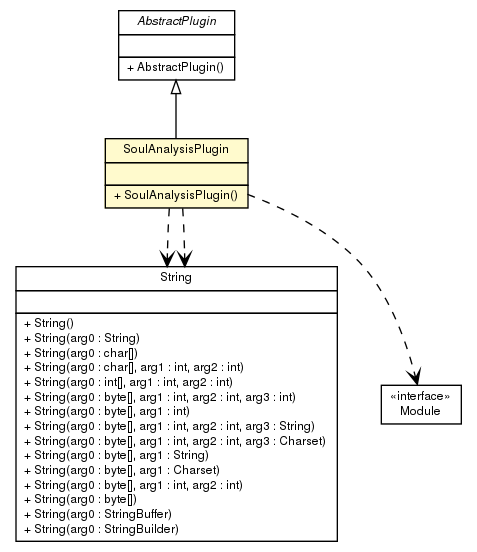 AbstractPlugin
+ AbstractPlugin()
SoulAnalysisPlugin
+ SoulAnalysisPlugin()
String
+ String()
+ String(arg0 : String)
+ String(arg0 : char[])
+ String(arg0 : char[], arg1 : int, arg2 : int)
+ String(arg0 : int[], arg1 : int, arg2 : int)
+ String(arg0 : byte[], arg1 : int, arg2 : int, arg3 : int)
+ String(arg0 : byte[], arg1 : int)
+ String(arg0 : byte[], arg1 : int, arg2 : int, arg3 : String)
+ String(arg0 : byte[], arg1 : int, arg2 : int, arg3 : Charset)
+ String(arg0 : byte[], arg1 : String)
+ String(arg0 : byte[], arg1 : Charset)
+ String(arg0 : byte[], arg1 : int, arg2 : int)
+ String(arg0 : byte[])
+ String(arg0 : StringBuffer)
+ String(arg0 : StringBuilder)
«interface»
Module